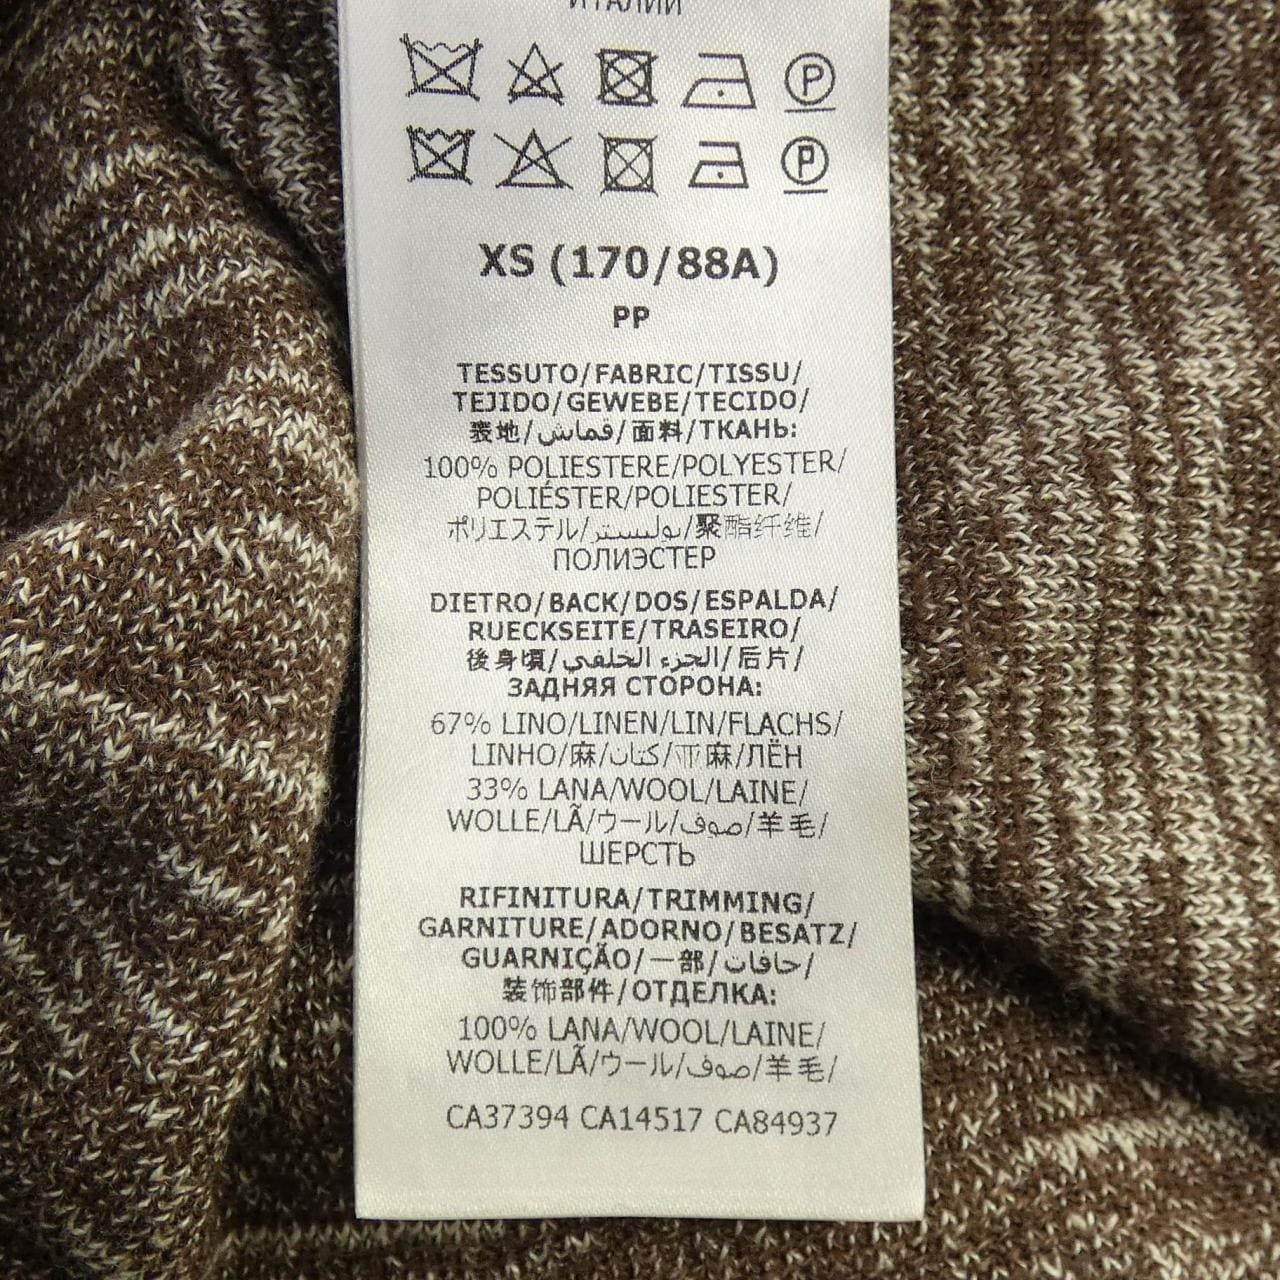 ИТАЛИИ
P
P
XS (170/88A)
PP
TESSUTO/FABRIC/TISSU/
TEJIDO/GEWEBE/TECIDO/
表地/قماش/面料/ТКАНЬ:
100% POLIESTERE/POLYESTER/
POLIÉSTER/POLIESTER/
ポリエステル/بوليستر/聚酯纤维/
ПОЛИЭСТЕР
DIETRO/BACK/DOS/ESPALDA/
RUECKSEITE/TRASEIRO/
後身頃/الجزء الخلفي/后片/
ЗАДНЯЯ СТОРОНА:
67% LINO/LINEN/LIN/FLACHS/
LINHO/麻/كتان/亚麻/ЛЁН
33% LANA/WOOL/LAINE/
WOLLE/LÃ/ウール/صوف/羊毛/
ШЕРСТЬ
RIFINITURA/TRIMMING/
GARNITURE/ADORNO/BESATZ/
GUARNIÇÃO/一部/حافات/
装饰部件/ОТДЕЛКА:
100% LANA/WOOL/LAINE/
WOLLE/LÃ/ウール/صوف/羊毛/
CA37394 CA14517 CA84937